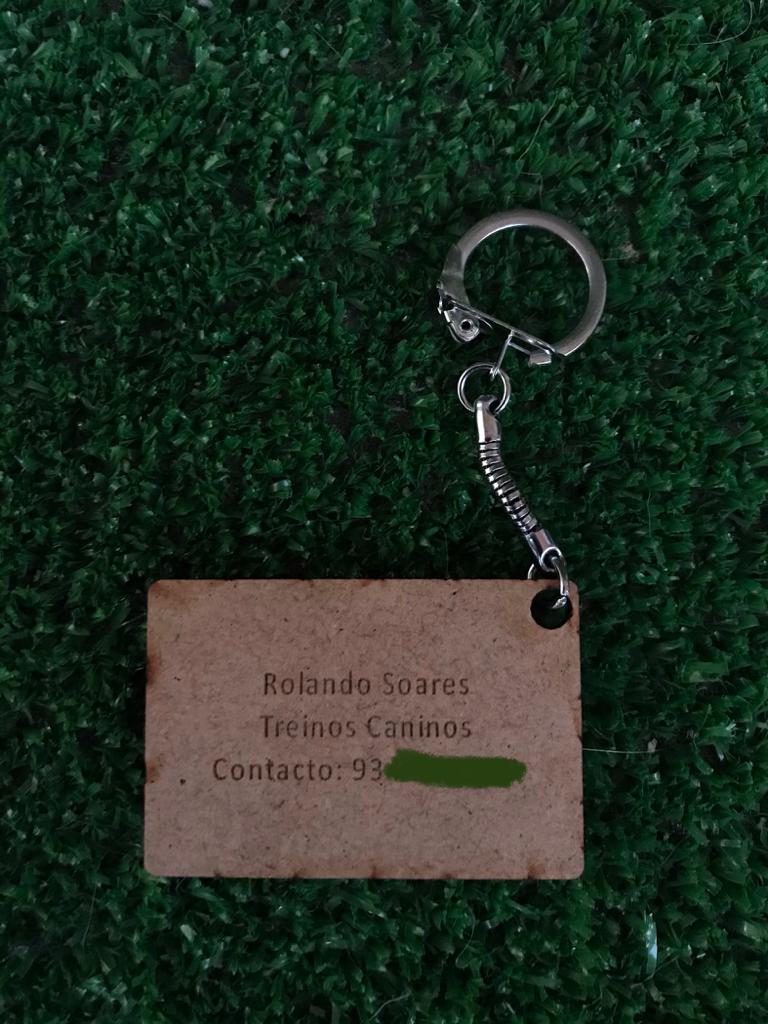 Rolando Soares
Treinos Caninos
Contacto: 93